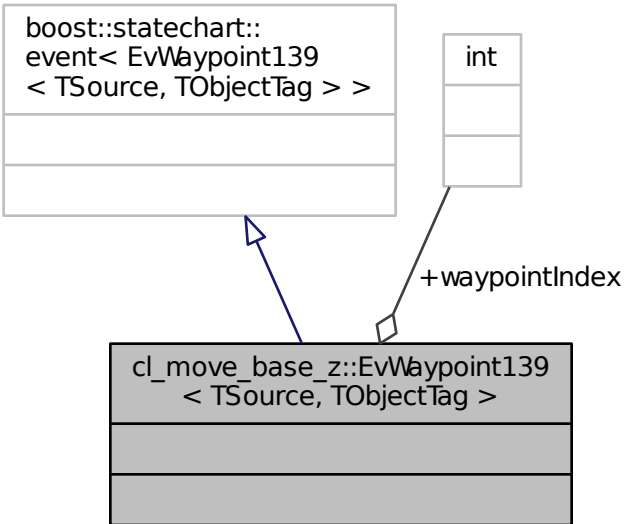 boost::statechart::
event< EvWaypoint139
< TSource, TObjectTag > >
int
+waypointIndex
cl_move_base_z::EvWaypoint139
< TSource, TObjectTag >